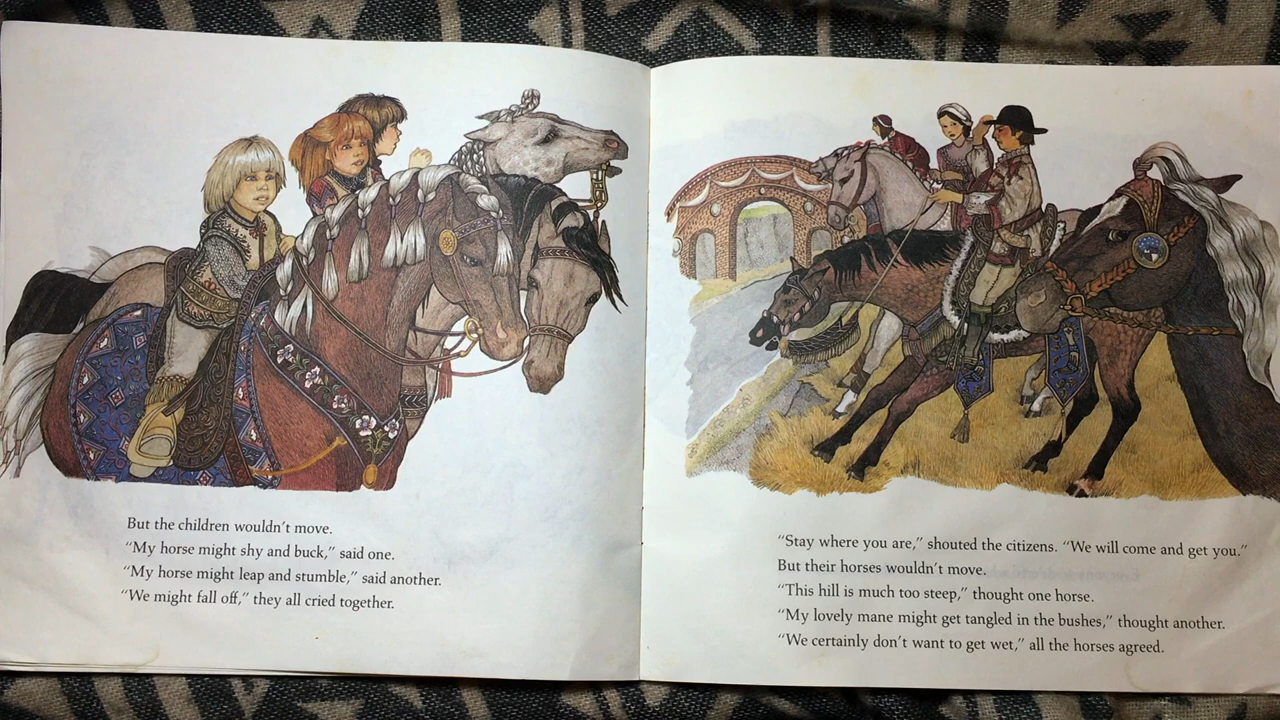 But the children wouldn't move.
"My horse might shy and buck," said one.
"My horse might leap and stumble," said another.
"We might fall off," they all cried together.
"Stay where you are," shouted the citizens. "We will come and get you."
But their horses wouldn't move.
"This hill is much too steep," thought one horse.
"My lovely mane might get tangled in the bushes," thought another.
"We certainly don't want to get wet," all the horses agreed.